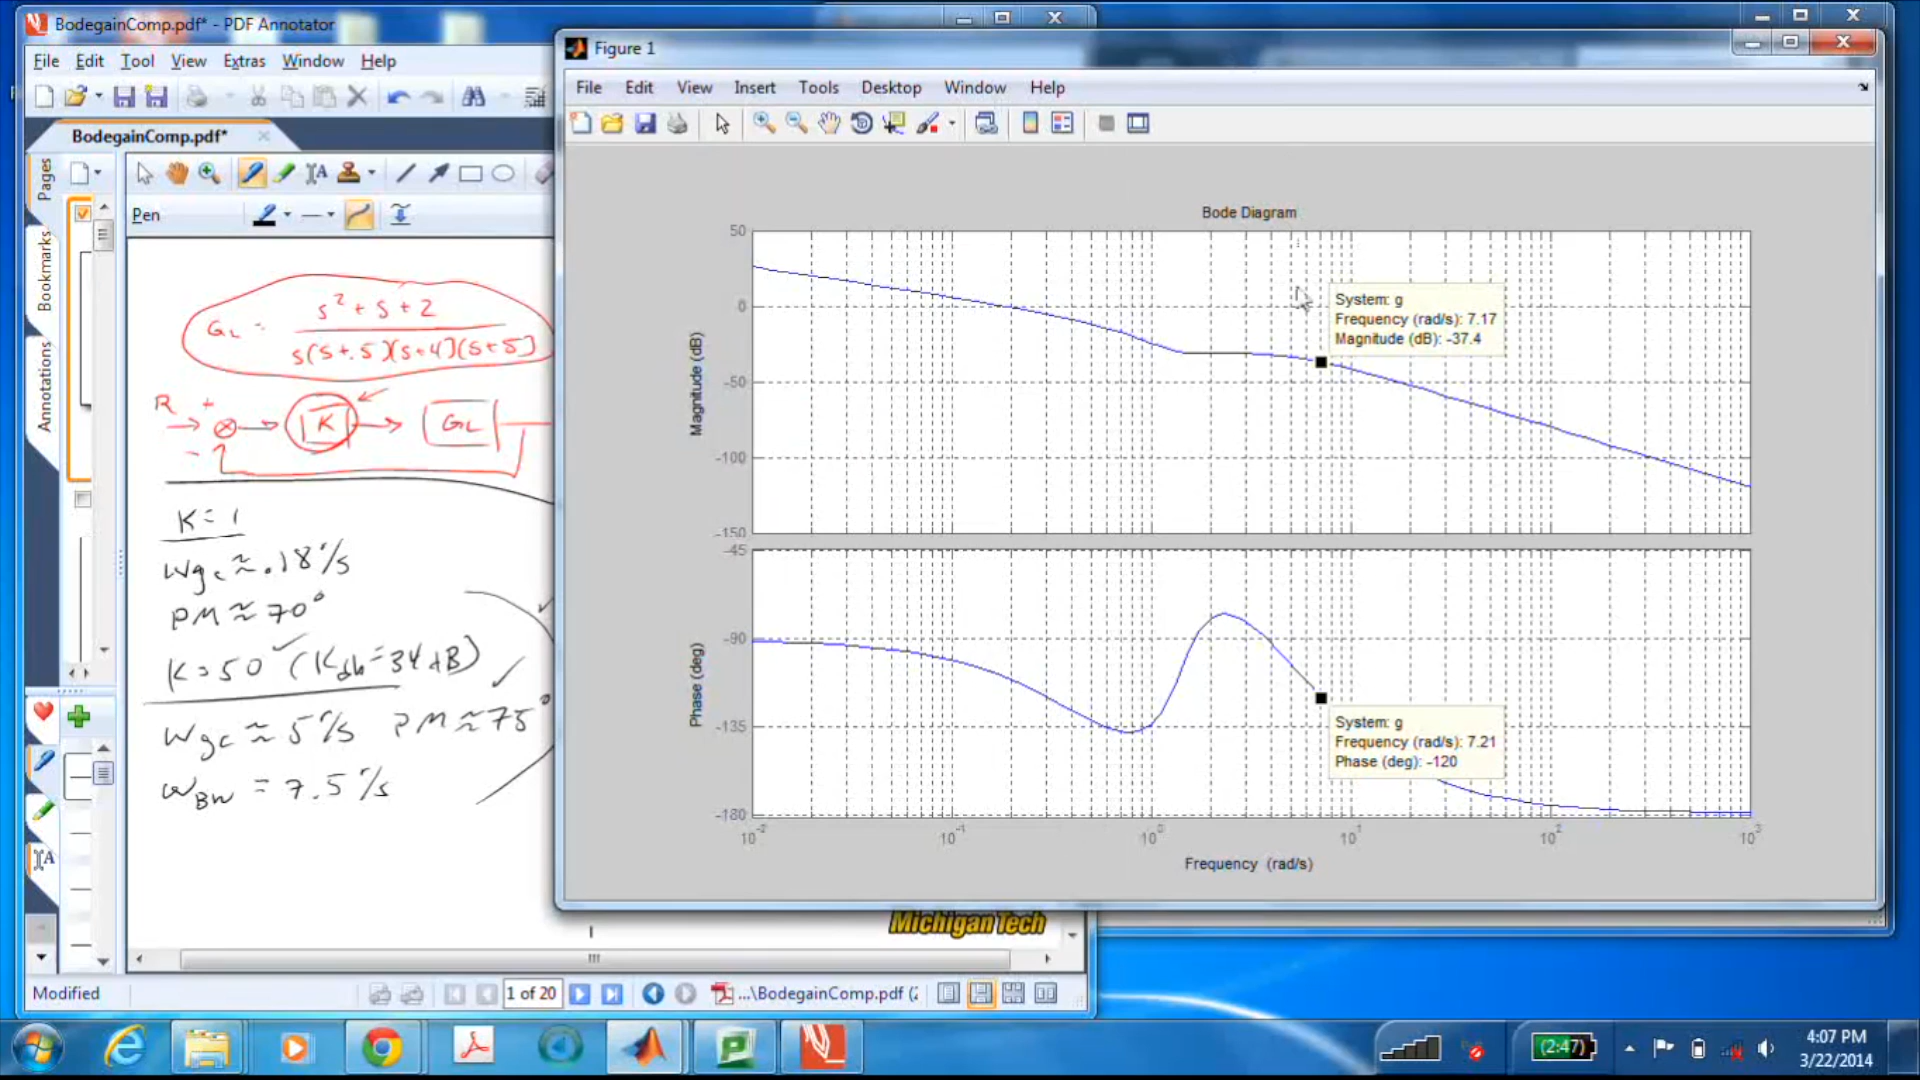 BodegainComp.pdf* - PDF Annotator
File Edit Tool View Extras Window Help
BodegainComp.pdf*
Pages
Bookmarks
Annotations
Pen
GL = s² + s + 2
s(s+.5)(s+4)(s+5)
R + K GL
-
K = 1
wgc ≈ .18 r/s
PM ≈ 70°
K = 50 (Kdb = 34 dB)
wgc ≈ 5 r/s PM ≈ 75°
ωBW = 7.5 r/s
MichiganTech
Modified
1 of 20
...\BodegainComp.pdf (2
Figure 1
File Edit View Insert Tools Desktop Window Help
Bode Diagram
50
0
-50
-100
-150
Magnitude (dB)
System: g
Frequency (rad/s): 7.17
Magnitude (dB): -37.4
-45
-90
-135
-180
Phase (deg)
System: g
Frequency (rad/s): 7.21
Phase (deg): -120
10⁻² 10⁻¹ 10⁰ 10¹ 10² 10³
Frequency (rad/s)
(2:47)
4:07 PM
3/22/2014